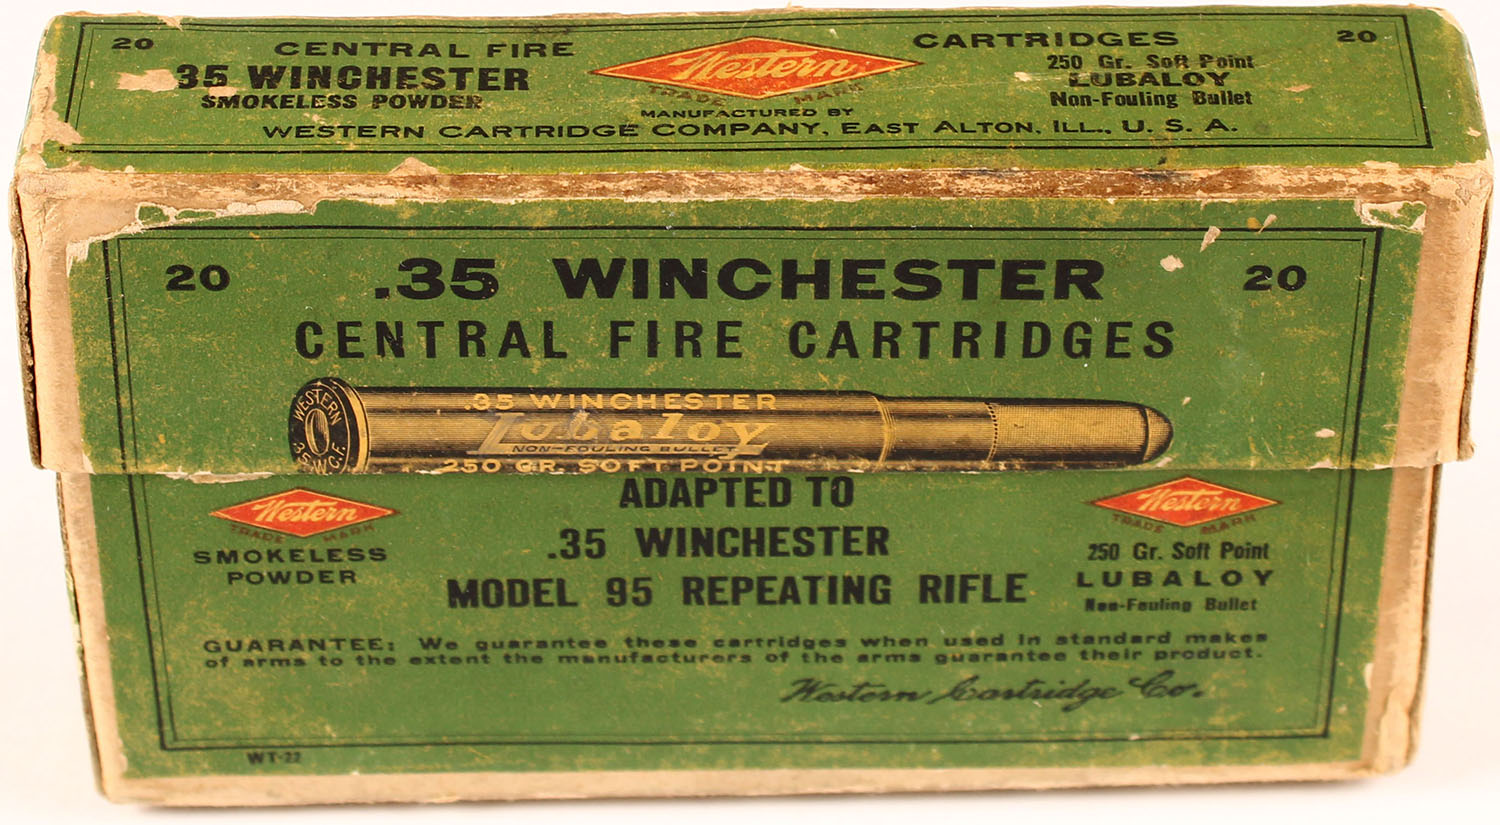 20 CENTRAL FIRE Western CARTRIDGES 20
35 WINCHESTER 250 Gr. Soft Point
SMOKELESS POWDER TRADE MARK LUBALOY
MANUFACTURED BY Non-Fouling Bullet
WESTERN CARTRIDGE COMPANY, EAST ALTON, ILL., U. S. A.
20 .35 WINCHESTER 20
CENTRAL FIRE CARTRIDGES
WESTERN
35 W.C.F.
.35 WINCHESTER
Lubaloy
NON-FOULING BULLET
250 GR. SOFT POINT
Western
TRADE MARK
SMOKELESS
POWDER
ADAPTED TO
.35 WINCHESTER
MODEL 95 REPEATING RIFLE
Western
TRADE MARK
250 Gr. Soft Point
LUBALOY
Non-Fouling Bullet
GUARANTEE: We guarantee these cartridges when used in standard makes
of arms to the extent the manufacturers of the arms guarantee their product.
Western Cartridge Co.
WT-22